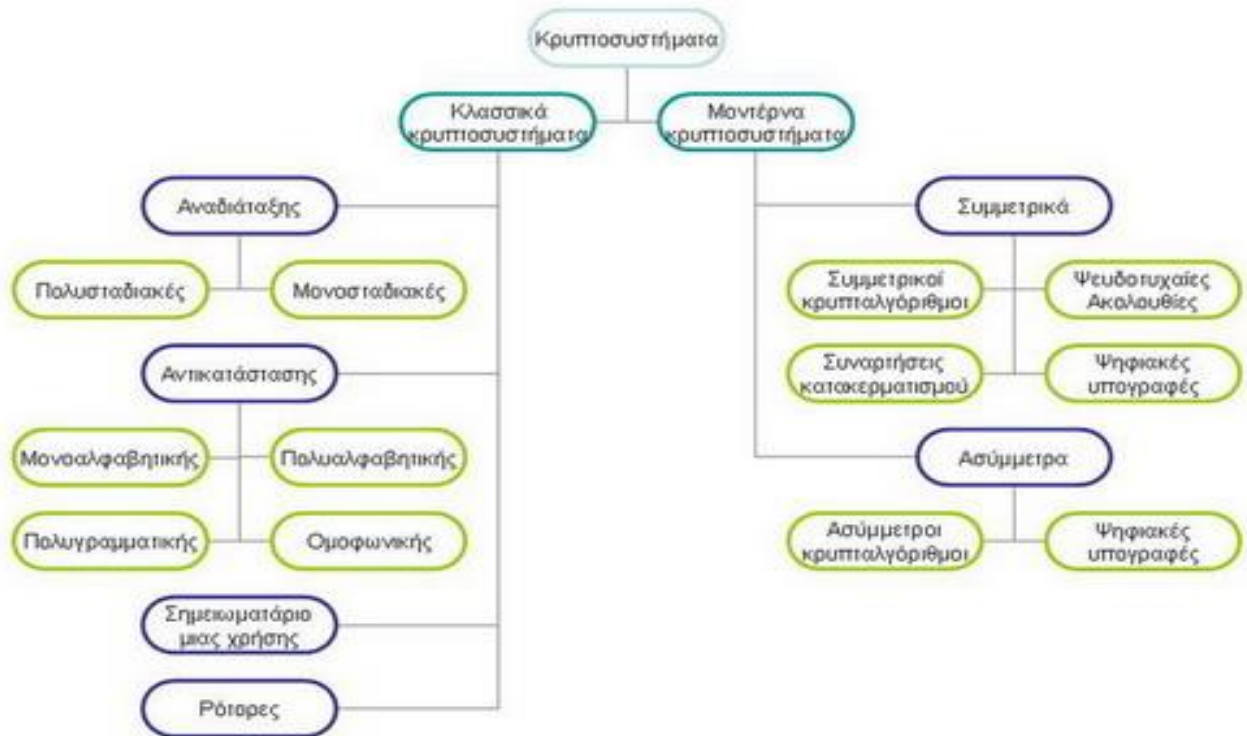 Κρυπτοσυστήματα
Κλασσικά
κρυπτοσυστήματα
Μοντέρνα
κρυπτοσυστήματα
Αναδιάταξης
Πολυσταδιακές
Μονοσταδιακές
Αντικατάστασης
Μονοαλφαβητικής
Πολυαλφαβητικής
Πολυγραμματικής
Ομοφωνικής
Σημειωματάριο
μιας χρήσης
Ρότορες
Συμμετρικά
Συμμετρικοί
κρυπταλγόριθμοι
Ψευδοτυχαίες
Ακολουθίες
Συναρτήσεις
κατακερματισμού
Ψηφιακές
υπογραφές
Ασύμμετρα
Ασύμμετροι
κρυπταλγόριθμοι
Ψηφιακές
υπογραφές